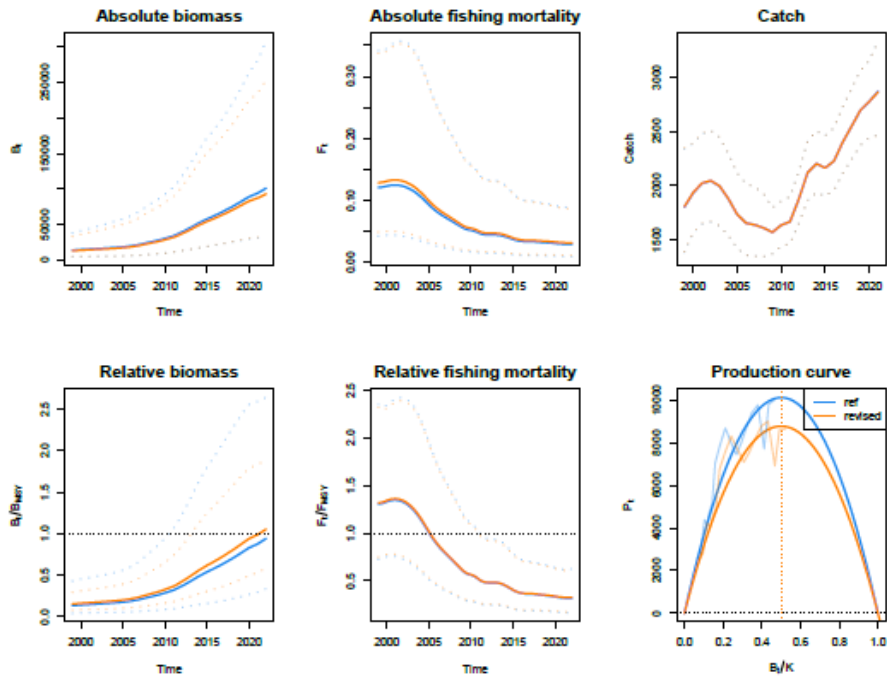 Absolute biomass
Bt
0
50000
150000
250000
2000 2005 2010 2015 2020
Time
Absolute fishing mortality
Ft
0.00
0.10
0.20
0.30
2000 2005 2010 2015 2020
Time
Catch
Catch
1500
2000
2500
3000
2000 2005 2010 2015 2020
Time
Relative biomass
Bt/BMSY
0.0
0.5
1.0
1.5
2.0
2.5
2000 2005 2010 2015 2020
Time
Relative fishing mortality
Ft/FMSY
0.5
1.0
1.5
2.0
2.5
2000 2005 2010 2015 2020
Time
Production curve
ref
revised
Pt
0
2000
4000
6000
8000
10000
0.0 0.2 0.4 0.6 0.8 1.0
Bt/K